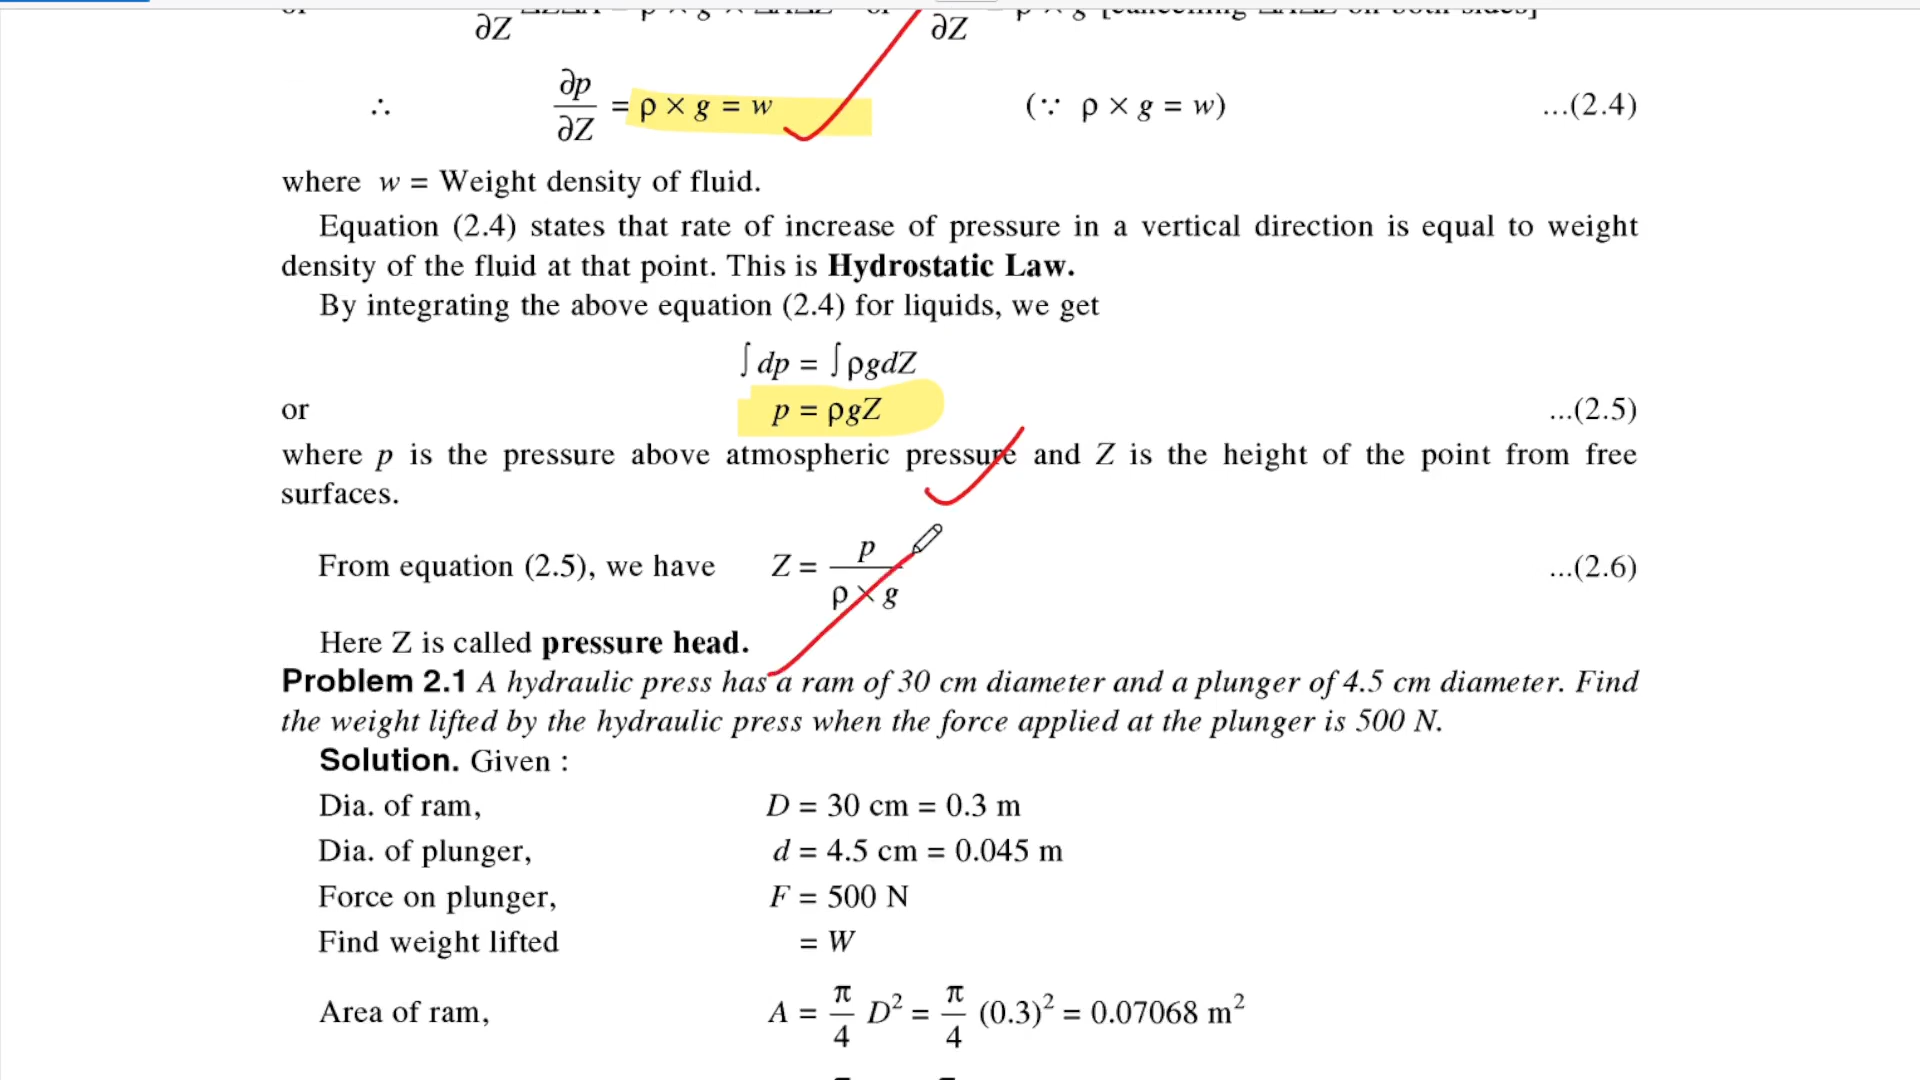 ∂Z ∂Z
∴ ∂p/∂Z = ρ × g = w (∵ ρ × g = w) ...(2.4)
where w = Weight density of fluid.
Equation (2.4) states that rate of increase of pressure in a vertical direction is equal to weight
density of the fluid at that point. This is Hydrostatic Law.
By integrating the above equation (2.4) for liquids, we get
∫ dp = ∫ ρgdZ
or p = ρgZ ...(2.5)
where p is the pressure above atmospheric pressure and Z is the height of the point from free
surfaces.
From equation (2.5), we have Z = p/(ρ × g) ...(2.6)
Here Z is called pressure head.
Problem 2.1 A hydraulic press has a ram of 30 cm diameter and a plunger of 4.5 cm diameter. Find
the weight lifted by the hydraulic press when the force applied at the plunger is 500 N.
Solution. Given :
Dia. of ram, D = 30 cm = 0.3 m
Dia. of plunger, d = 4.5 cm = 0.045 m
Force on plunger, F = 500 N
Find weight lifted = W
Area of ram, A = π/4 D² = π/4 (0.3)² = 0.07068 m²